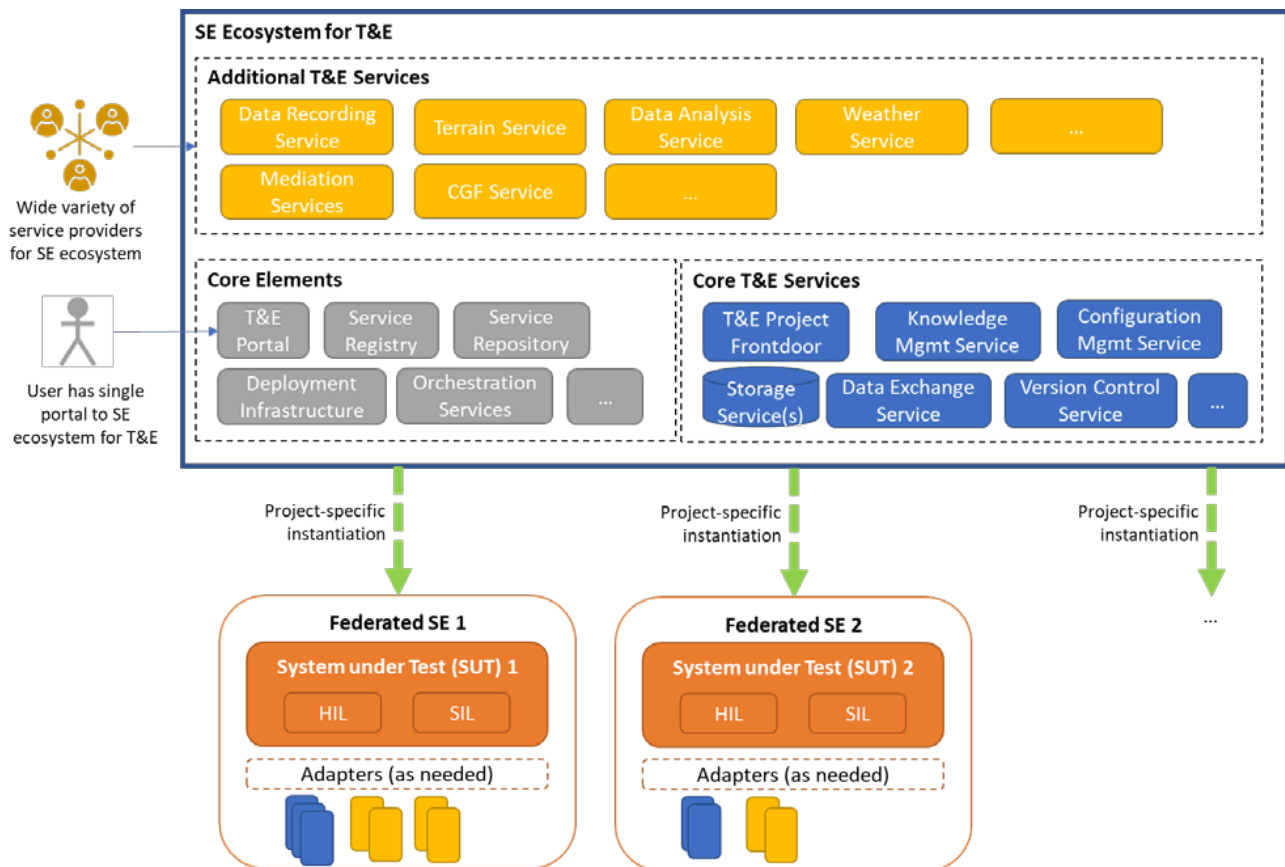 SE Ecosystem for T&E
Additional T&E Services
Data Recording
Service
Terrain Service
Data Analysis
Service
Weather
Service
...
Mediation
Services
CGF Service
...
Wide variety of
service providers
for SE ecosystem
Core Elements
T&E
Portal
Service
Registry
Service
Repository
Deployment
Infrastructure
Orchestration
Services
...
User has single
portal to SE
ecosystem for T&E
Core T&E Services
T&E Project
Frontdoor
Knowledge
Mgmt Service
Configuration
Mgmt Service
Storage
Service(s)
Data Exchange
Service
Version Control
Service
...
Project-specific
instantiation
Project-specific
instantiation
Project-specific
instantiation
Federated SE 1
System under Test (SUT) 1
HIL
SIL
Adapters (as needed)
Federated SE 2
System under Test (SUT) 2
HIL
SIL
Adapters (as needed)
...